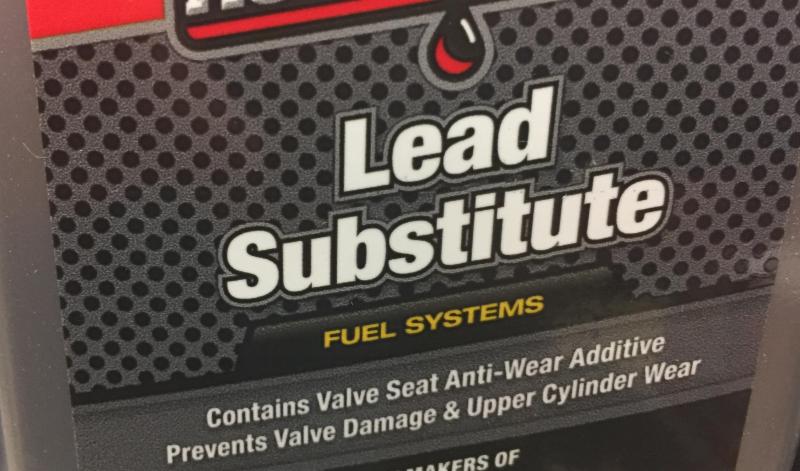 Lead
Substitute
FUEL SYSTEMS
Contains Valve Seat Anti-Wear Additive
Prevents Valve Damage & Upper Cylinder Wear
MAKERS OF